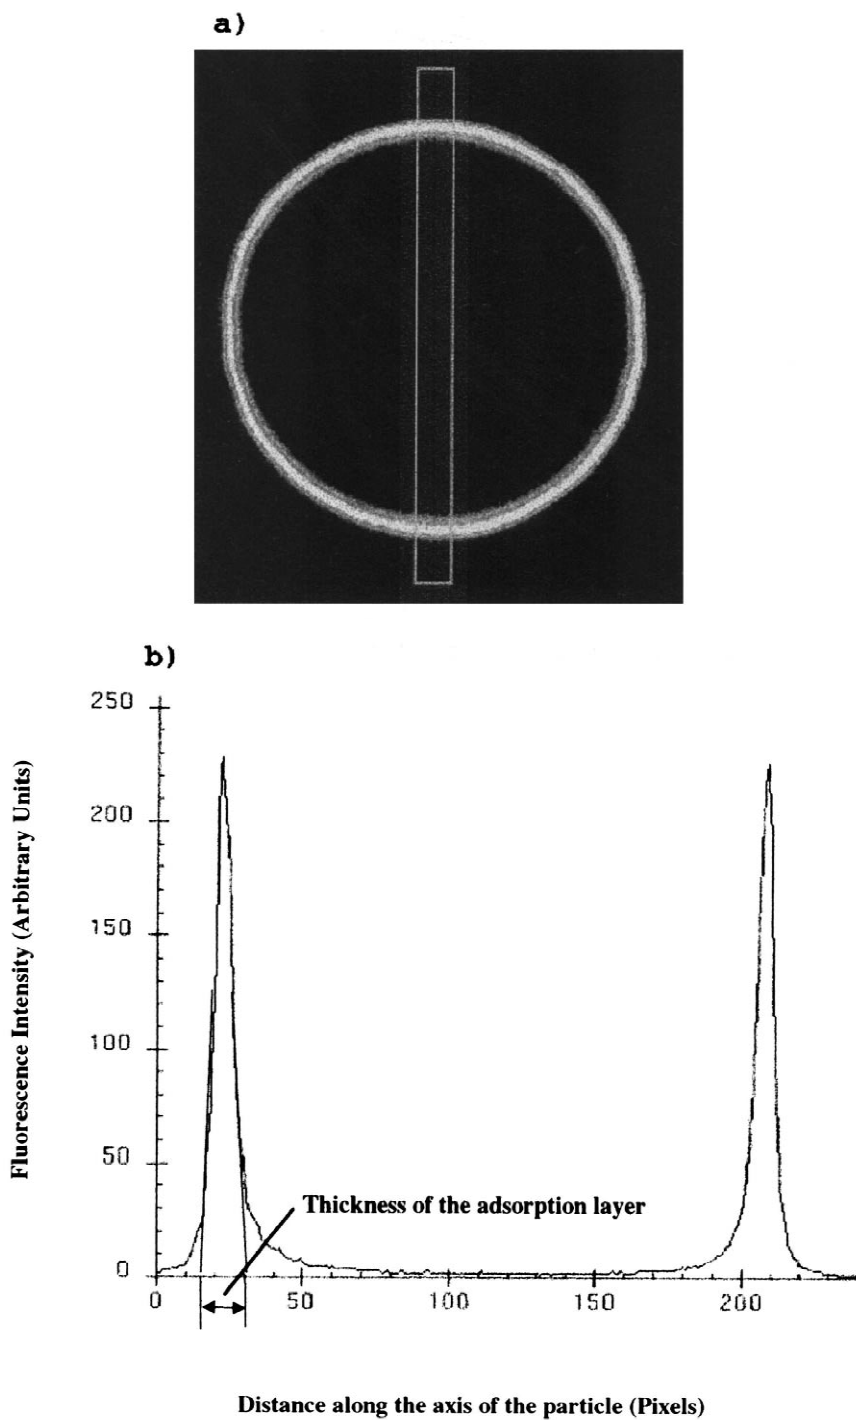 a)
b)
250
200
150
100
50
0
Fluorescence Intensity (Arbitrary Units)
Thickness of the adsorption layer
0 50 100 150 200
Distance along the axis of the particle (Pixels)